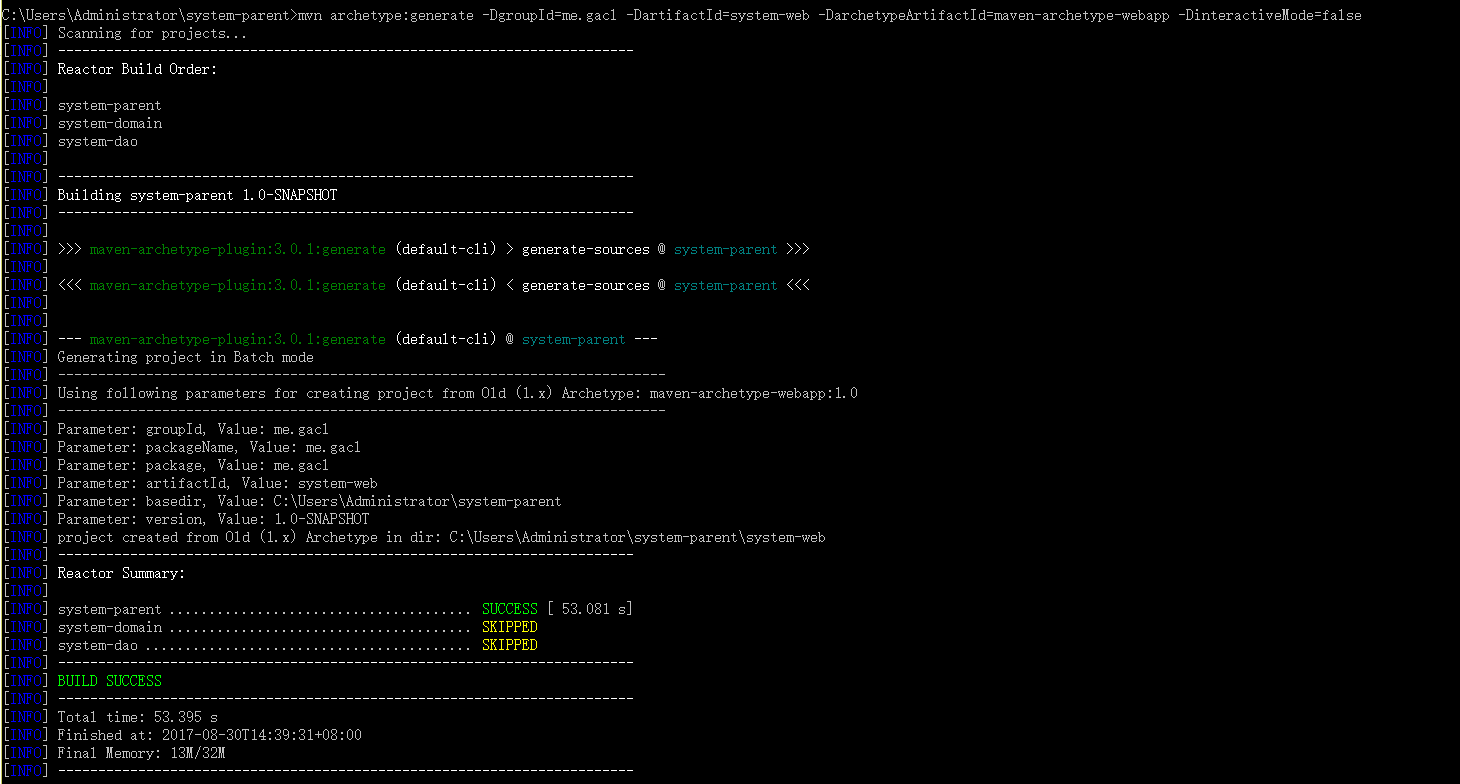 C:\Users\Administrator\system-parent>mvn archetype:generate -DgroupId=me.gacl -DartifactId=system-web -DarchetypeArtifactId=maven-archetype-webapp -DinteractiveMode=false
[INFO] Scanning for projects...
[INFO] ------------------------------------------------------------------------
[INFO] Reactor Build Order:
[INFO]
[INFO] system-parent
[INFO] system-domain
[INFO] system-dao
[INFO]
[INFO] ------------------------------------------------------------------------
[INFO] Building system-parent 1.0-SNAPSHOT
[INFO] ------------------------------------------------------------------------
[INFO]
[INFO] >>> maven-archetype-plugin:3.0.1:generate (default-cli) > generate-sources @ system-parent >>>
[INFO]
[INFO] <<< maven-archetype-plugin:3.0.1:generate (default-cli) < generate-sources @ system-parent <<<
[INFO]
[INFO]
[INFO] --- maven-archetype-plugin:3.0.1:generate (default-cli) @ system-parent ---
[INFO] Generating project in Batch mode
[INFO] ----------------------------------------------------------------------------
[INFO] Using following parameters for creating project from Old (1.x) Archetype: maven-archetype-webapp:1.0
[INFO] ----------------------------------------------------------------------------
[INFO] Parameter: groupId, Value: me.gacl
[INFO] Parameter: packageName, Value: me.gacl
[INFO] Parameter: package, Value: me.gacl
[INFO] Parameter: artifactId, Value: system-web
[INFO] Parameter: basedir, Value: C:\Users\Administrator\system-parent
[INFO] Parameter: version, Value: 1.0-SNAPSHOT
[INFO] project created from Old (1.x) Archetype in dir: C:\Users\Administrator\system-parent\system-web
[INFO] ------------------------------------------------------------------------
[INFO] Reactor Summary:
[INFO]
[INFO] system-parent ...................................... SUCCESS [ 53.081 s]
[INFO] system-domain ...................................... SKIPPED
[INFO] system-dao ......................................... SKIPPED
[INFO] ------------------------------------------------------------------------
[INFO] BUILD SUCCESS
[INFO] ------------------------------------------------------------------------
[INFO] Total time: 53.395 s
[INFO] Finished at: 2017-08-30T14:39:31+08:00
[INFO] Final Memory: 13M/32M
[INFO] ------------------------------------------------------------------------